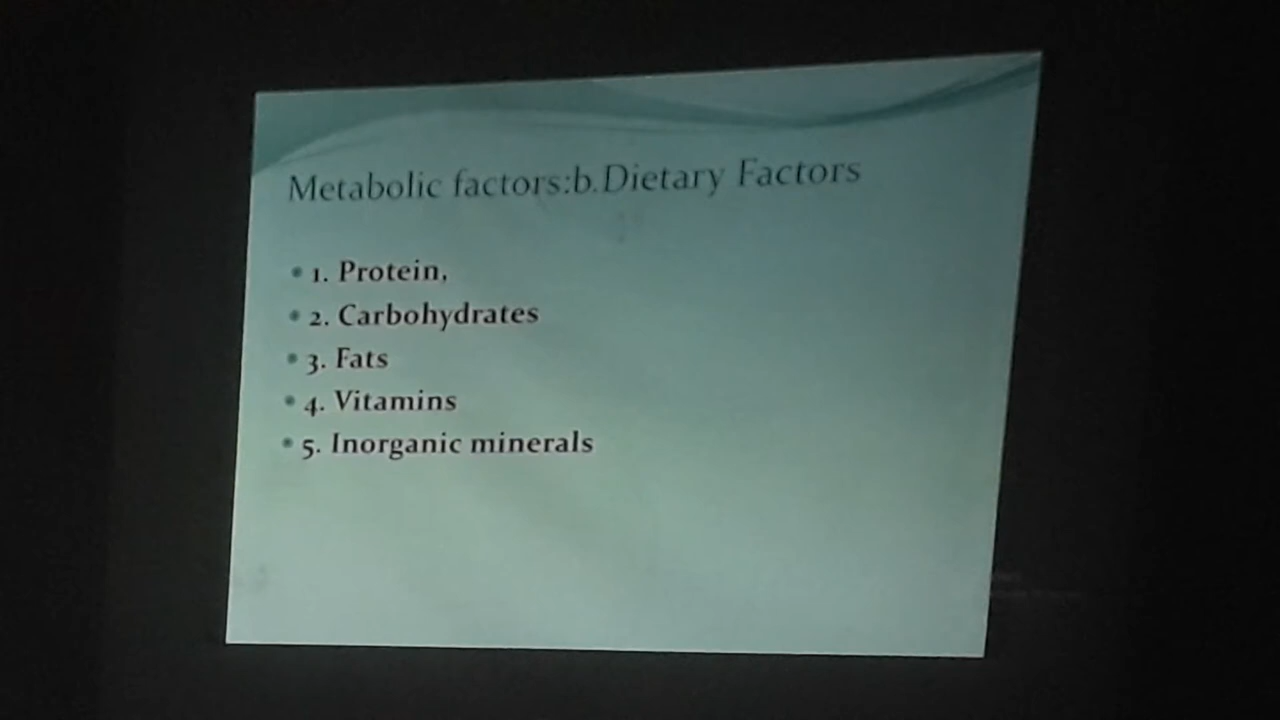 Metabolic factors:b.Dietary Factors
• 1. Protein,
• 2. Carbohydrates
• 3. Fats
• 4. Vitamins
• 5. Inorganic minerals